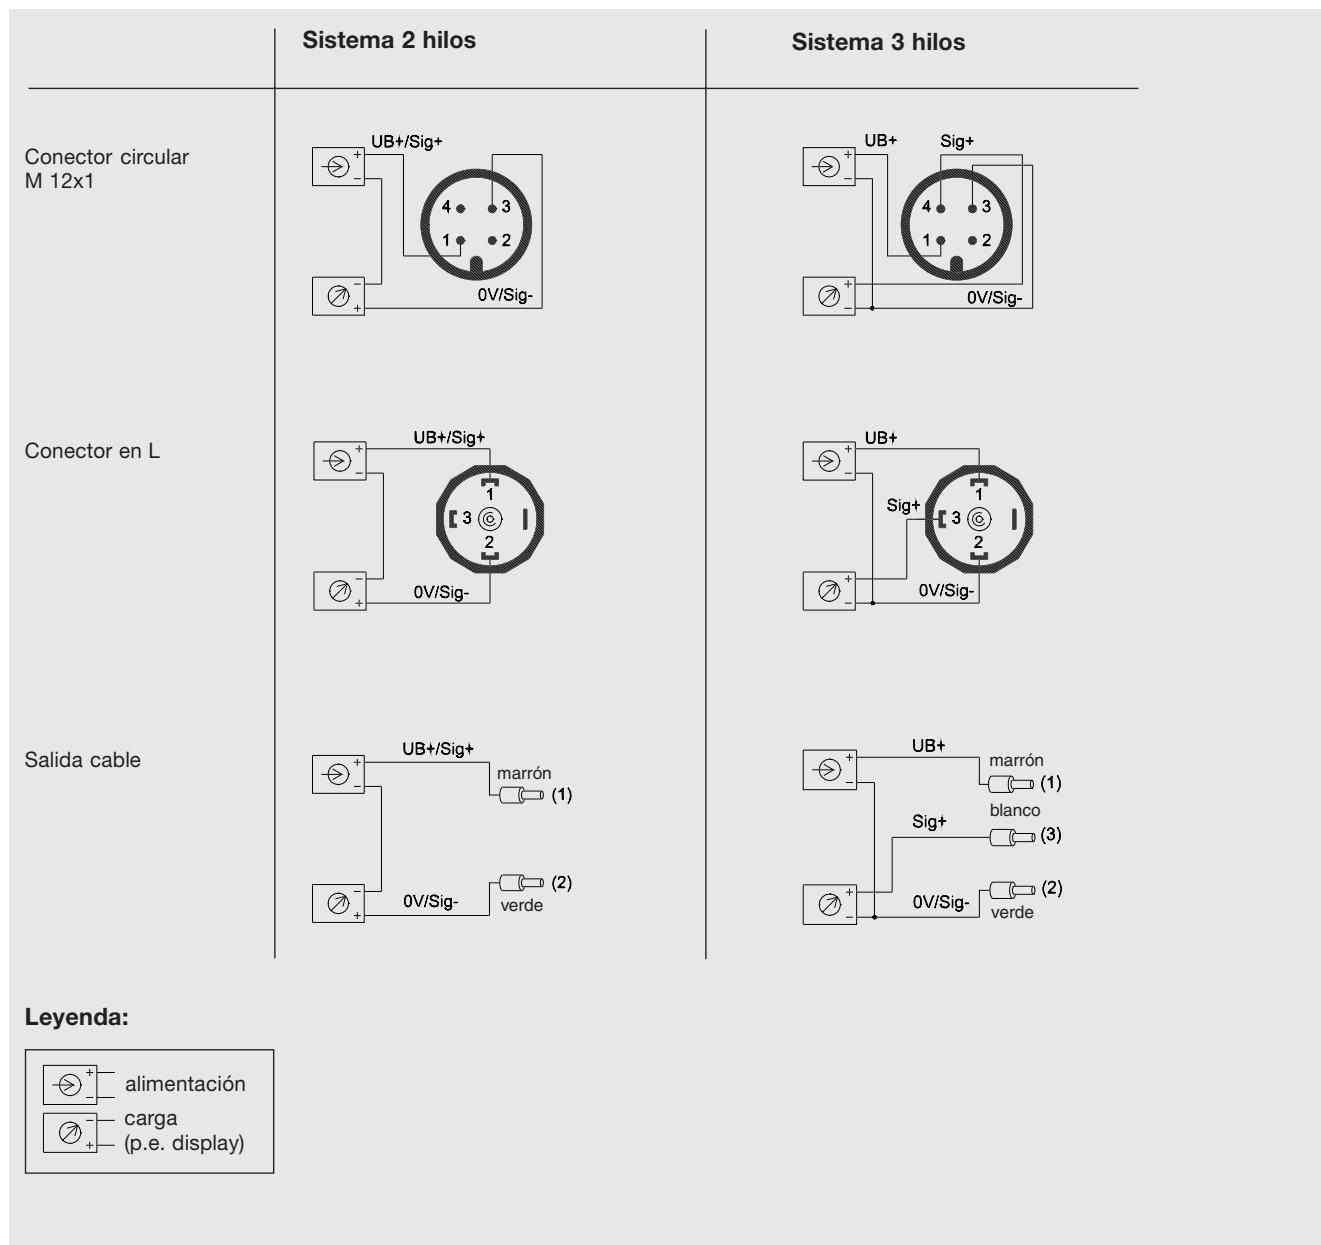 Sistema 2 hilos
Sistema 3 hilos
Conector circular
M 12x1
UB+/Sig+
+
-
4
3
1
2
-
+
0V/Sig-
UB+
Sig+
+
-
4
3
1
2
+
-
0V/Sig-
Conector en L
UB+/Sig+
+
-
1
3
2
-
+
0V/Sig-
UB+
+
-
1
Sig+
3
2
+
-
0V/Sig-
Salida cable
UB+/Sig+
+
-
marrón
(1)
-
+
0V/Sig-
(2)
verde
UB+
+
-
marrón
(1)
blanco
Sig+
(3)
+
-
0V/Sig-
(2)
verde
Leyenda:
+
-
alimentación
-
+
carga
(p.e. display)